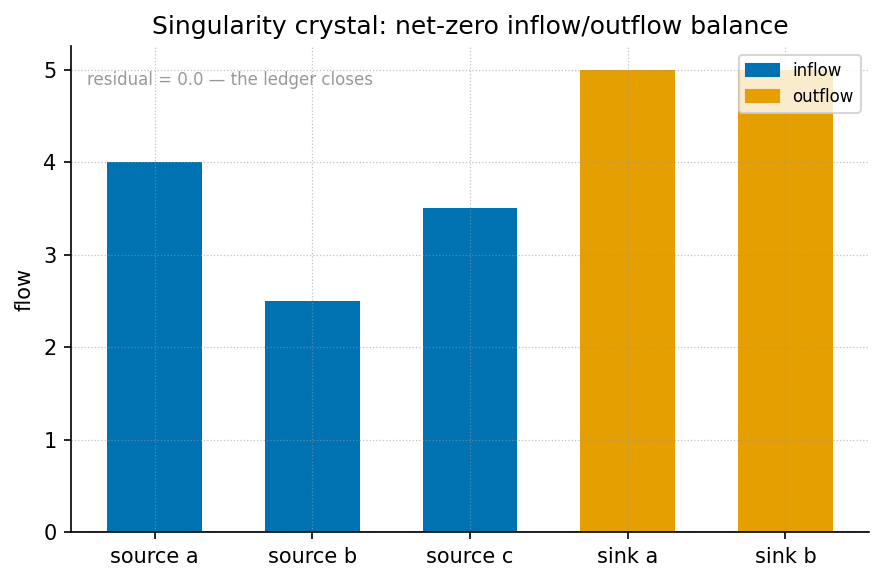 Singularity crystal: net-zero inflow/outflow balance
residual = 0.0 — the ledger closes
inflow
outflow
flow
5
4
3
2
1
0
source a
source b
source c
sink a
sink b